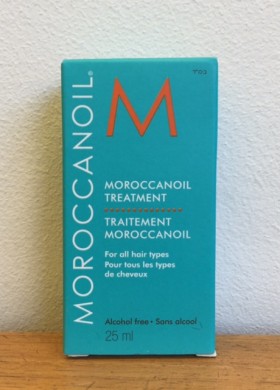 MOROCCANOIL®
M
MOROCCANOIL
TREATMENT
TRAITEMENT
MOROCCANOIL
For all hair types
Pour tous les types
de cheveux
Alcohol free • Sans alcool
25 ml